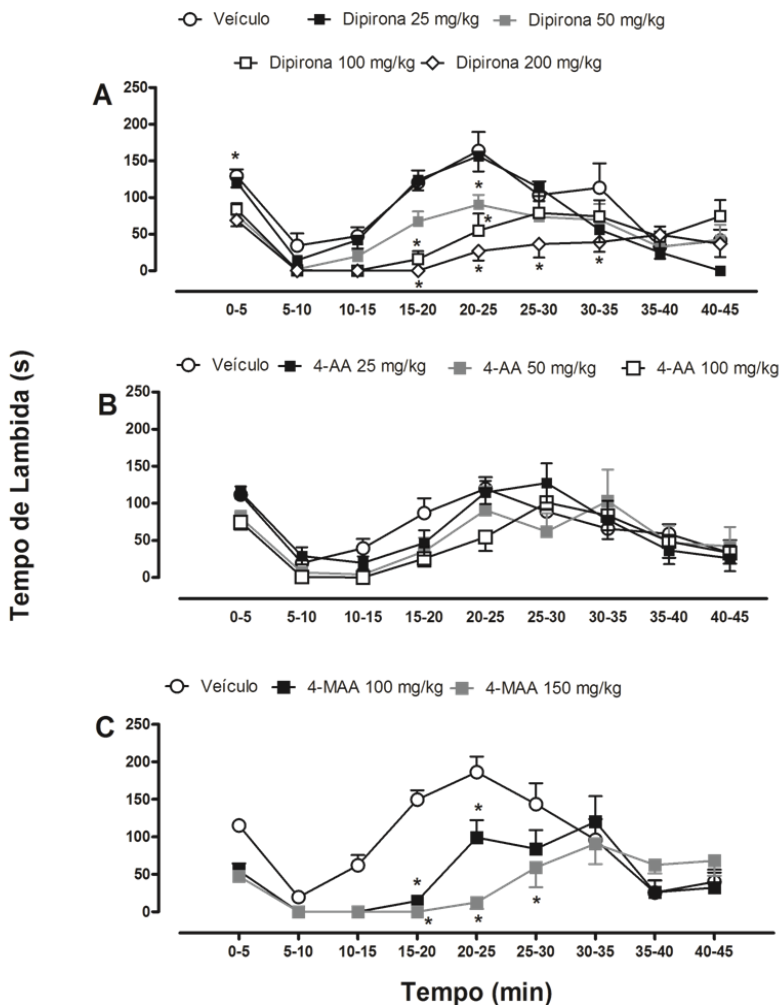 Veículo Dipirona 25 mg/kg Dipirona 50 mg/kg
Dipirona 100 mg/kg Dipirona 200 mg/kg
A
250
200
150
100
50
0
* * * * * * * * *
0-5 5-10 10-15 15-20 20-25 25-30 30-35 35-40 40-45
Veículo 4-AA 25 mg/kg 4-AA 50 mg/kg 4-AA 100 mg/kg
B
250
200
150
100
50
0
0-5 5-10 10-15 15-20 20-25 25-30 30-35 35-40 40-45
Tempo de Lambida (s)
Veículo 4-MAA 100 mg/kg 4-MAA 150 mg/kg
C
250
200
150
100
50
0
* * * * *
0-5 5-10 10-15 15-20 20-25 25-30 30-35 35-40 40-45
Tempo (min)